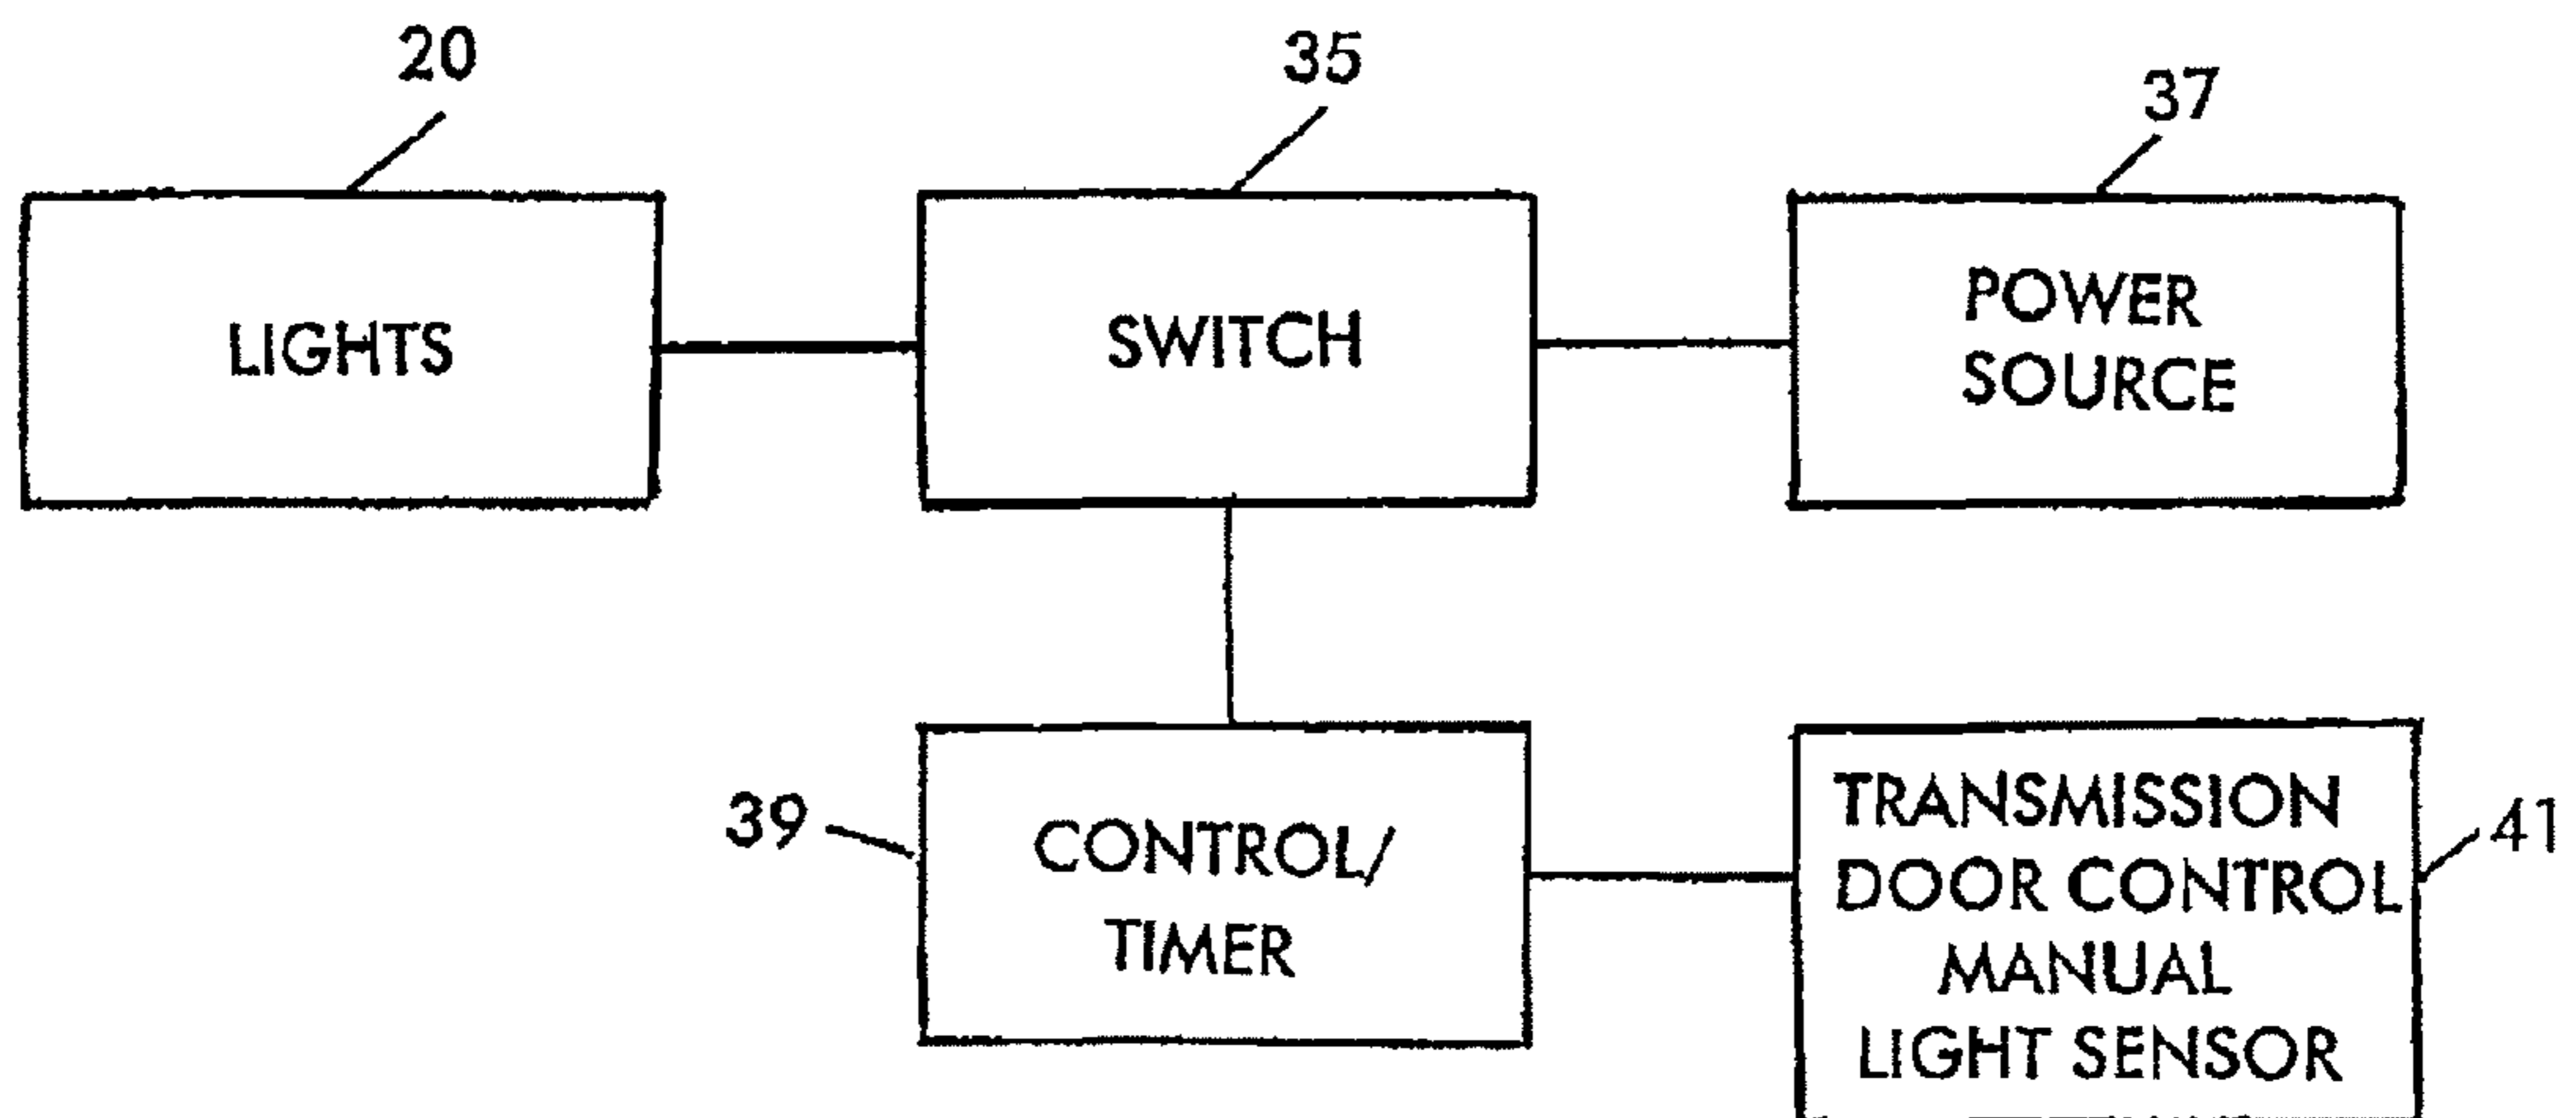 20
35
37
LIGHTS
SWITCH
POWER
SOURCE
39
CONTROL/
TIMER
TRANSMISSION
DOOR CONTROL
MANUAL
LIGHT SENSOR
41